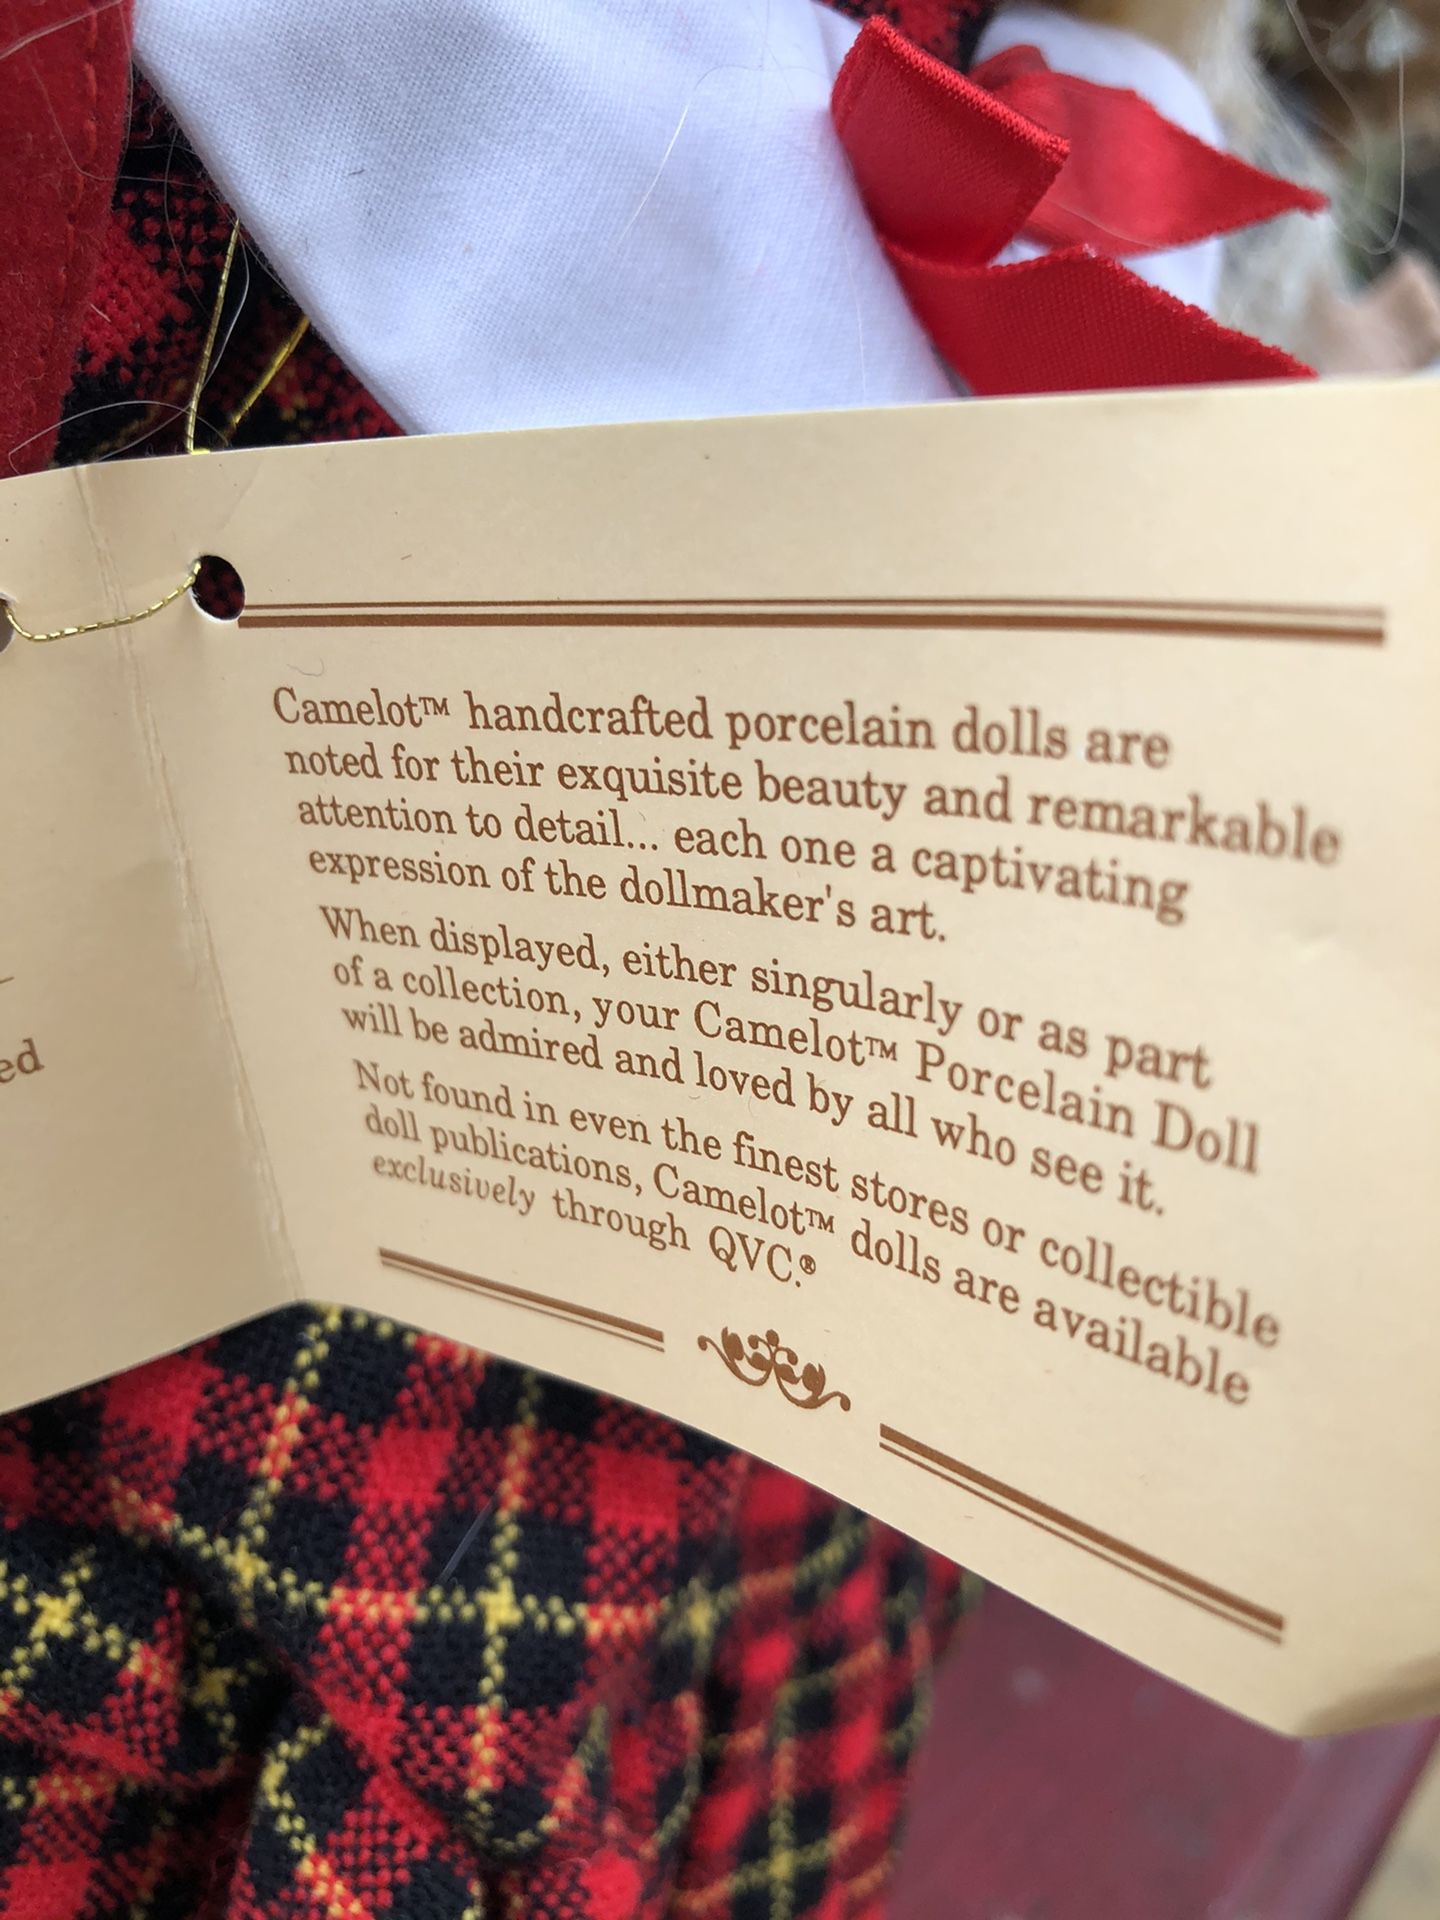 Camelot™ handcrafted porcelain dolls are
noted for their exquisite beauty and remarkable
attention to detail... each one a captivating
expression of the dollmaker's art.
When displayed, either singularly or as part
of a collection, your Camelot™ Porcelain Doll
will be admired and loved by all who see it.
Not found in even the finest stores or collectible
doll publications, Camelot™ dolls are available
exclusively through QVC.®